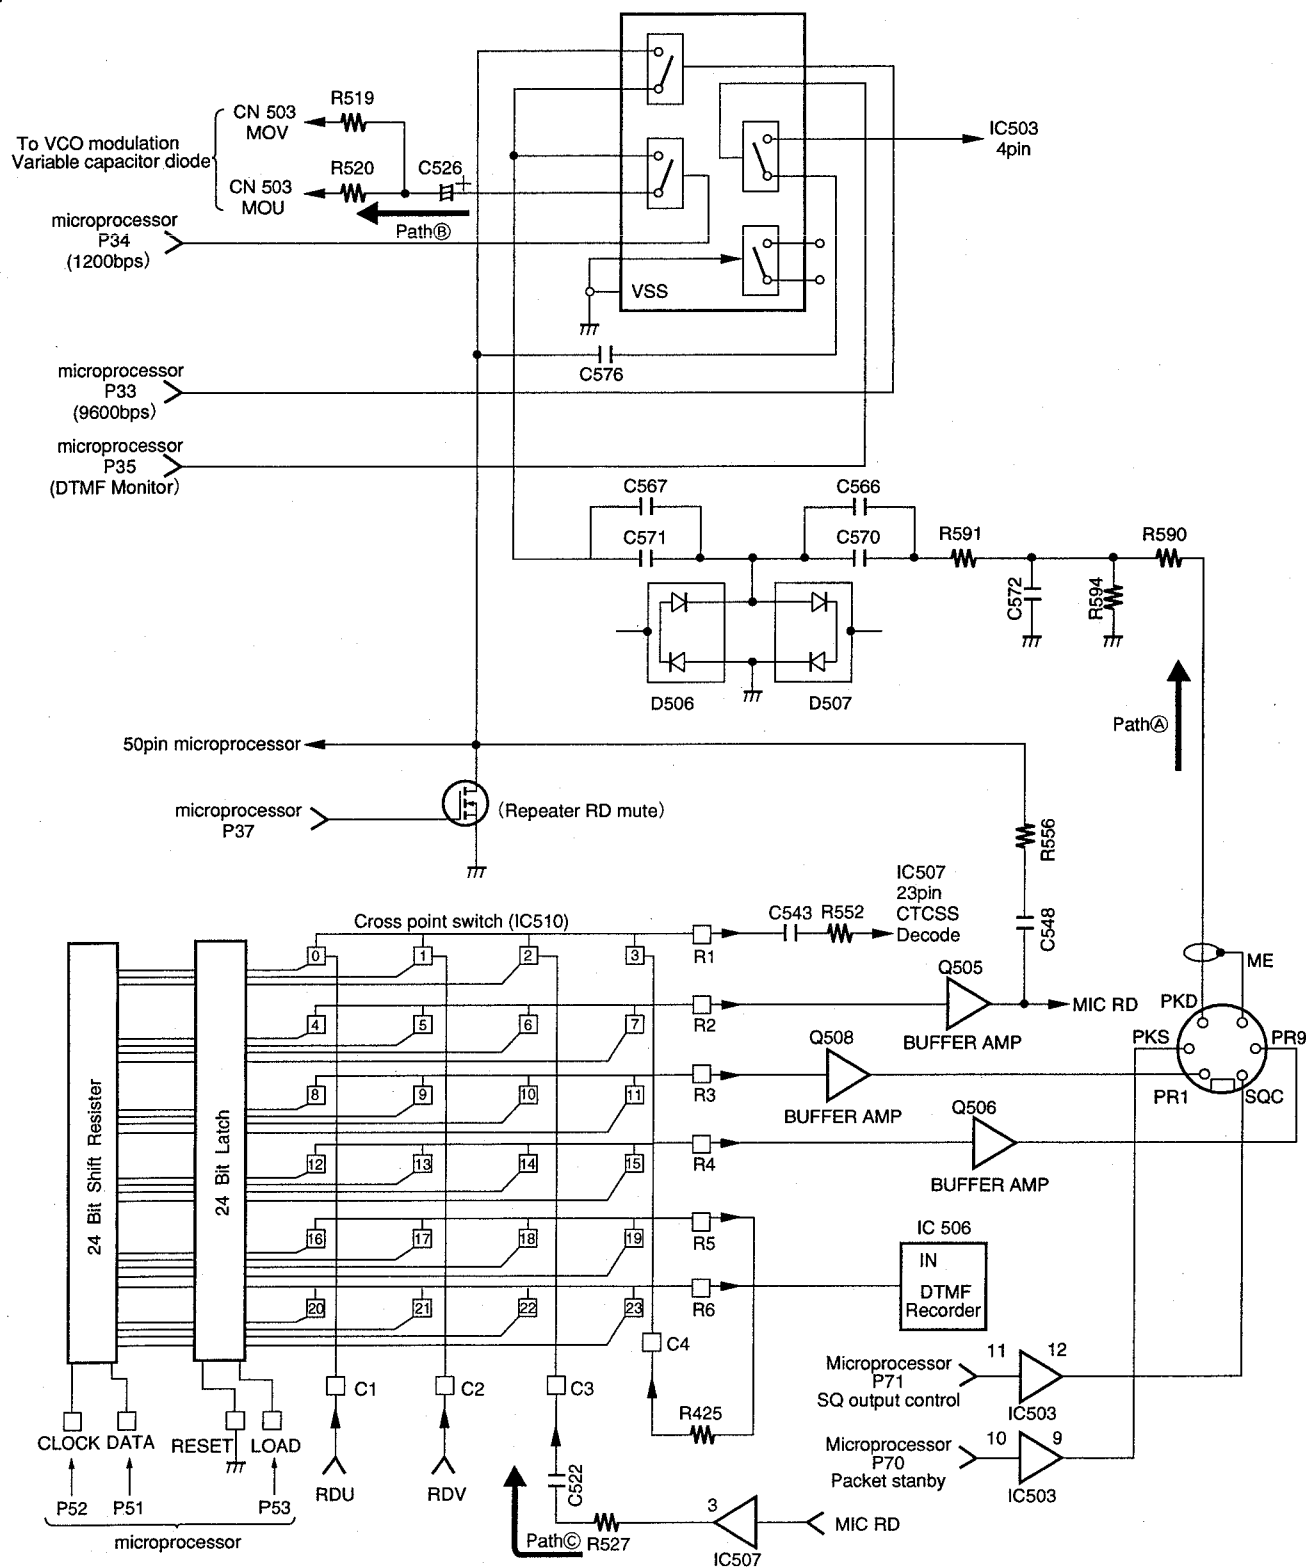 R519
CN 503
MOV
To VCO modulation
Variable capacitor diode
R520
C526
+
CN 503
MOU
PathⒷ
microprocessor
P34
(1200bps)
IC503
4pin
VSS
C576
microprocessor
P33
(9600bps)
microprocessor
P35
(DTMF Monitor)
C567
C566
C571
C570
R591
R590
C572
R594
D506
D507
PathⒶ
50pin microprocessor
microprocessor
P37
(Repeater RD mute)
R556
IC507
23pin
CTCSS
Decode
C543
R552
C548
Cross point switch (IC510)
0
1
2
3
R1
ME
Q505
MIC RD
BUFFER AMP
PKD
PKS
PR9
PR1
SQC
4
5
6
7
R2
Q508
BUFFER AMP
8
9
10
11
R3
Q506
BUFFER AMP
12
13
14
15
R4
24 Bit Shift Resister
24 Bit Latch
16
17
18
19
R5
IC 506
IN
DTMF
Recorder
20
21
22
23
R6
C4
C1
C2
C3
R425
Microprocessor
P71
SQ output control
11
12
IC503
Microprocessor
P70
Packet stanby
10
9
IC503
CLOCK
DATA
RESET
LOAD
P52
P51
P53
microprocessor
RDU
RDV
C522
PathⒸ
R527
3
IC507
MIC RD